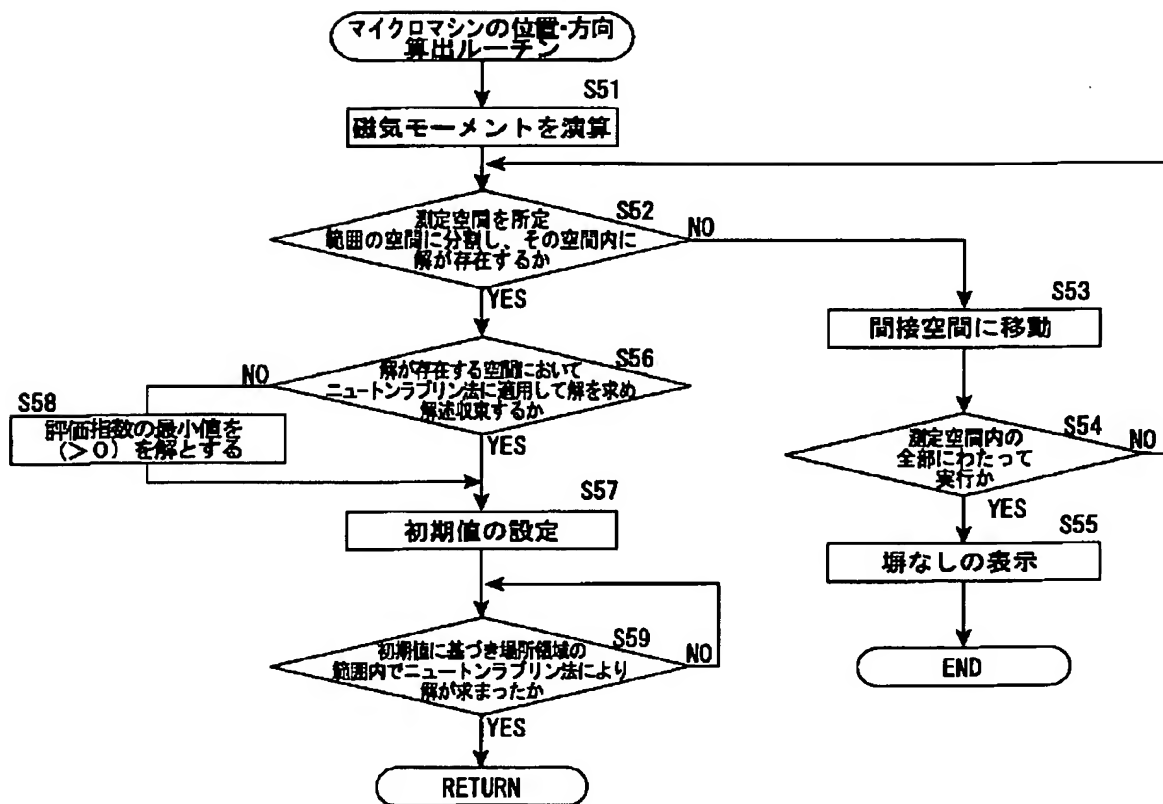 マイクロマシンの位置・方向
算出ルーチン
S51
磁気モーメントを演算
S52
測定空間を所定
範囲の空間に分割し、その空間内に
解が存在するか
NO
YES
S53
間接空間に移動
S54
測定空間内の
全部にわたって
実行か
NO
YES
S55
塀なしの表示
END
S56
解が存在する空間において
ニュートンラブリン法に適用して解を求め
解述収束するか
NO
YES
S58
評価指数の最小値を
(>0)を解とする
S57
初期値の設定
S59
初期値に基づき場所領域の
範囲内でニュートンラブリン法により
解が求まったか
NO
YES
RETURN